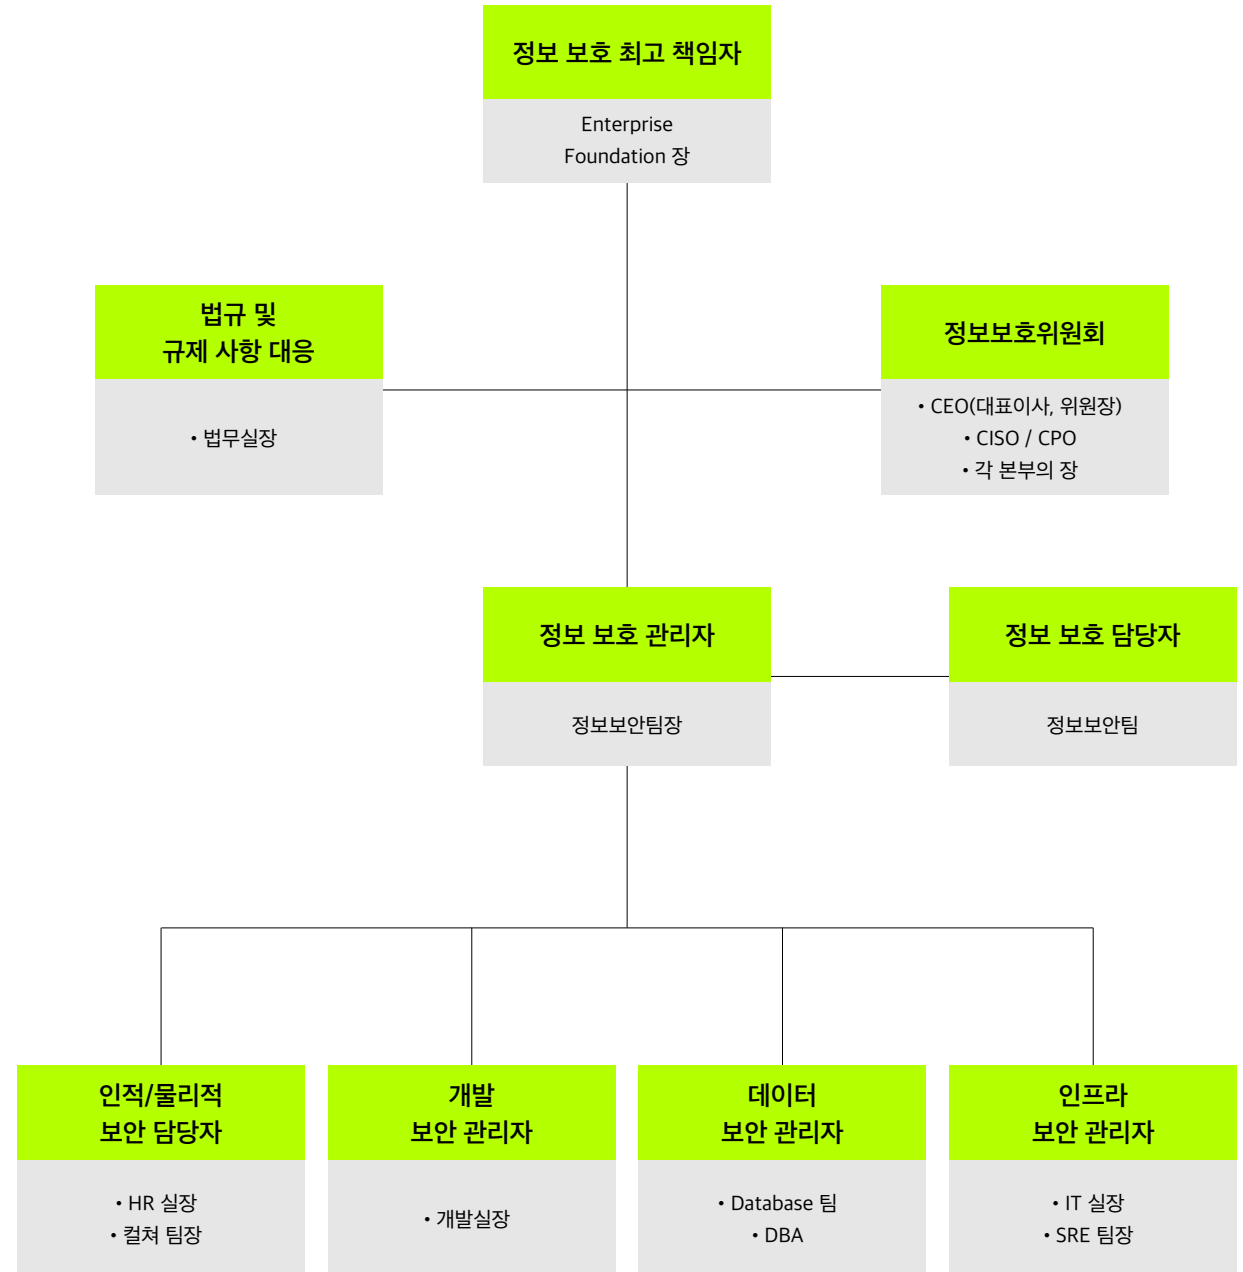 정보 보호 최고 책임자
Enterprise
Foundation 장
법규 및
규제 사항 대응
• 법무실장
정보보호위원회
• CEO(대표이사, 위원장)
• CISO / CPO
• 각 본부의 장
정보 보호 관리자
정보보안팀장
정보 보호 담당자
정보보안팀
인적/물리적
보안 담당자
• HR 실장
• 컬쳐 팀장
개발
보안 관리자
• 개발실장
데이터
보안 관리자
• Database 팀
• DBA
인프라
보안 관리자
• IT 실장
• SRE 팀장